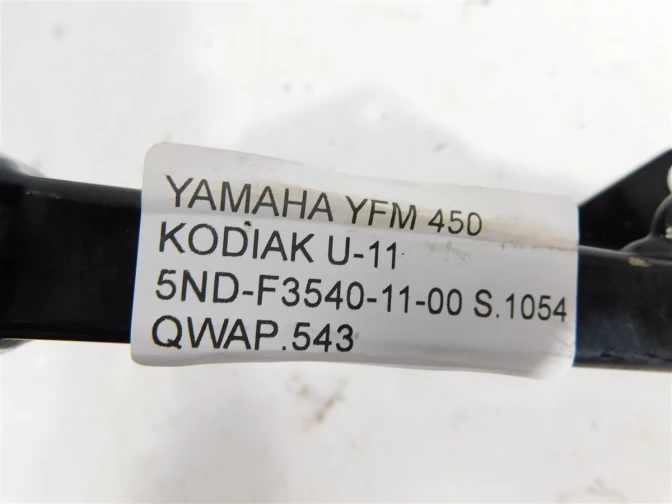 YAMAHA YFM 450
KODIAK U-11
5ND-F3540-11-00 S.1054
QWAP.543